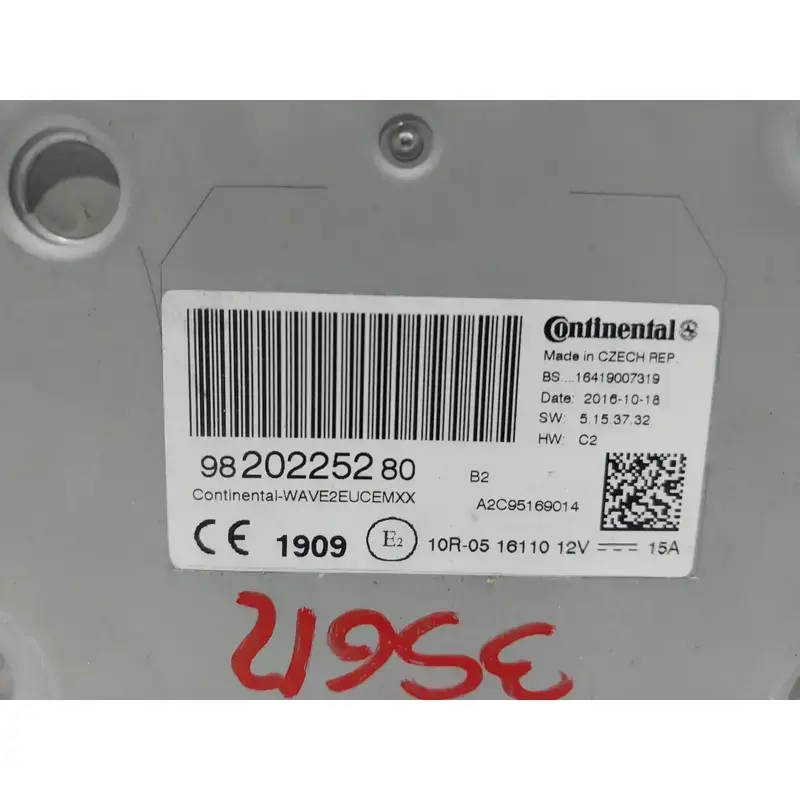 Continental
Made in CZECH REP.
BS....16419007319
Date: 2016-10-18
SW: 5.15.37.32
HW: C2
98 202252 80
B2
Continental-WAVE2EUCEMXX
A2C95169014
CE 1909 E2 10R-05 16110 12V 15A